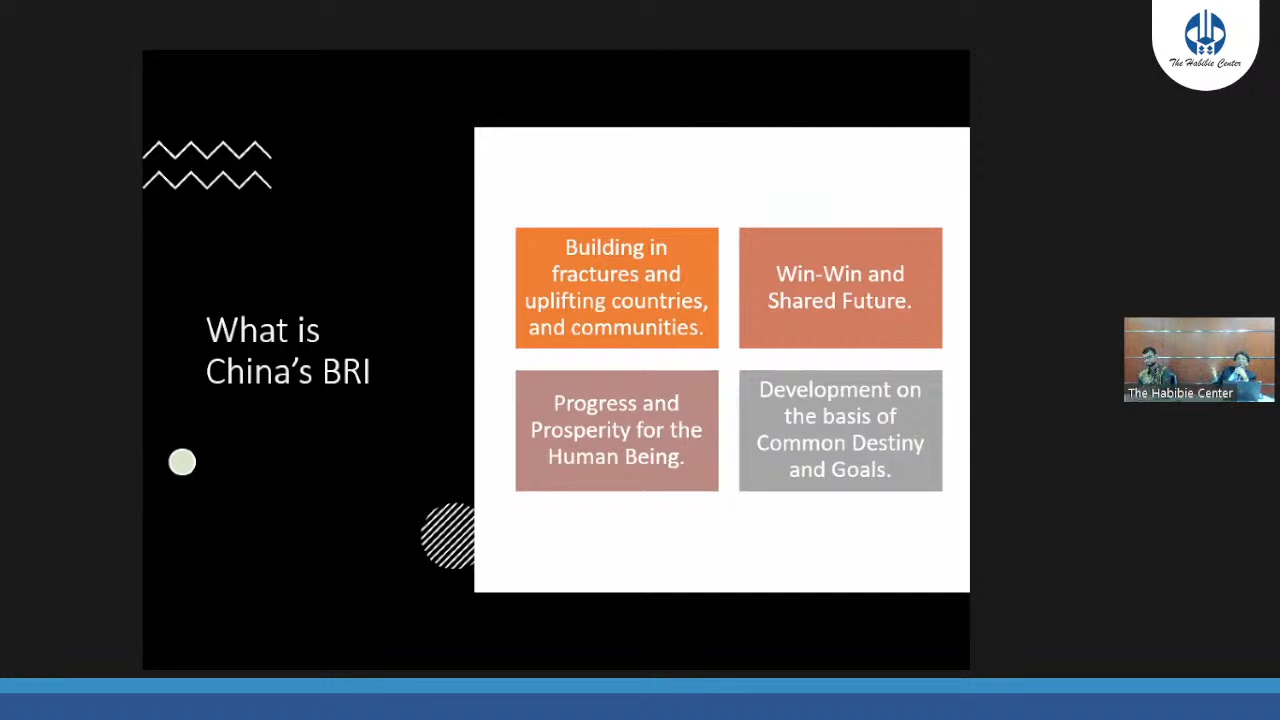 The Habibie Center
What is
China's BRI
Building in
fractures and
uplifting countries,
and communities.
Win-Win and
Shared Future.
Progress and
Prosperity for the
Human Being.
Development on
the basis of
Common Destiny
and Goals.
The Habibie Center